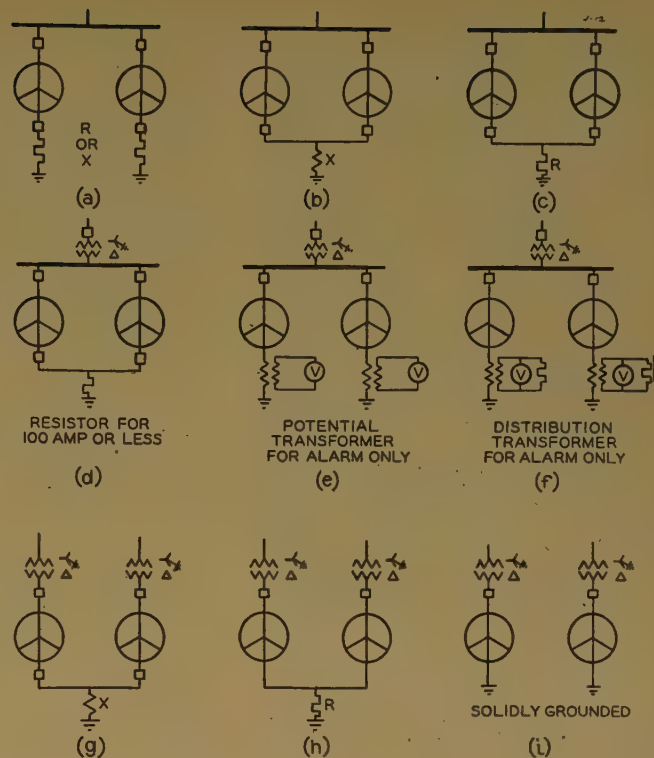 R
OR
X
(a)
X
(b)
R
(c)
Δ
RESISTOR FOR
100 AMP OR LESS
(d)
Δ
V
V
POTENTIAL
TRANSFORMER
FOR ALARM ONLY
(e)
Δ
V
V
DISTRIBUTION
TRANSFORMER
FOR ALARM ONLY
(f)
Δ
Δ
X
(g)
Δ
Δ
R
(h)
Δ
Δ
SOLIDLY GROUNDED
(i)